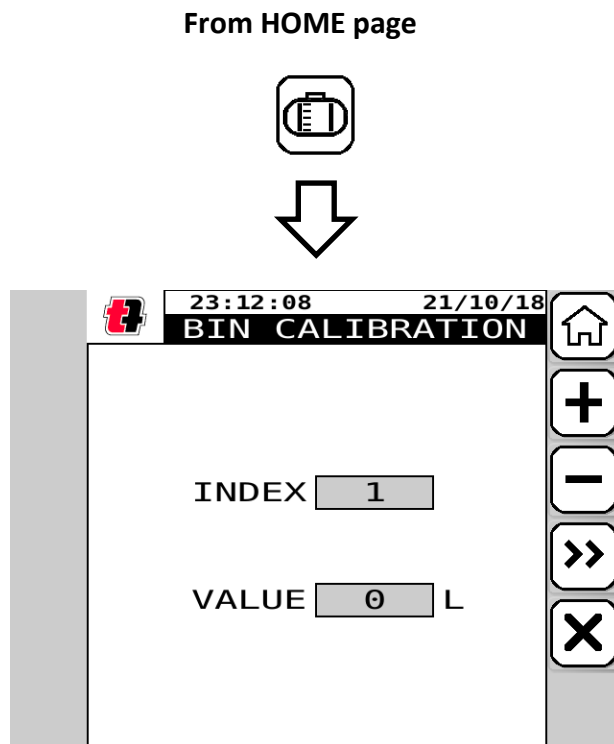 From HOME page
23:12:08 21/10/18
BIN CALIBRATION
INDEX 1
VALUE 0 L